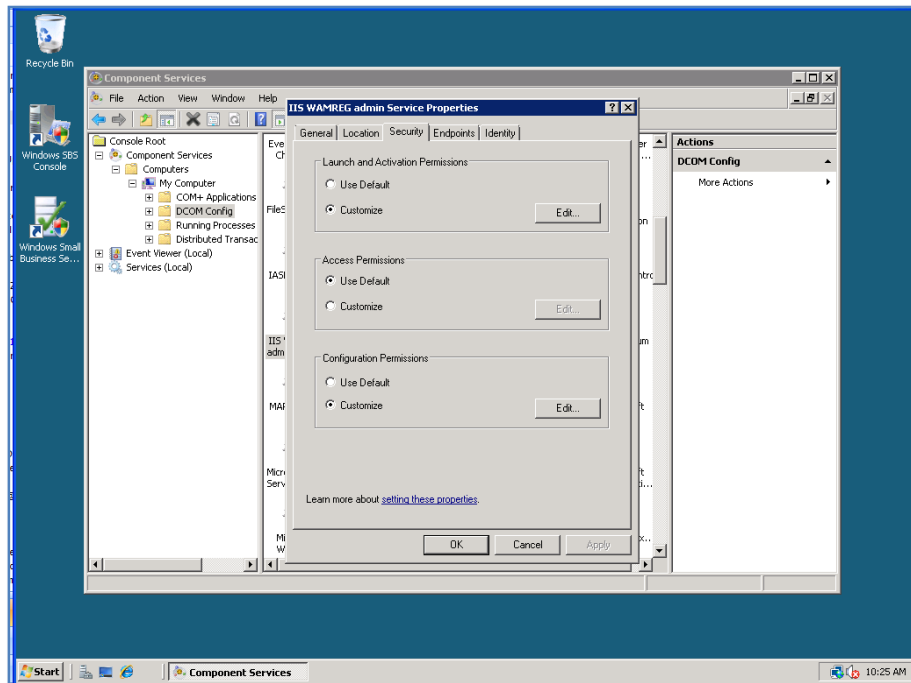 Recycle Bin
Windows SBS
Console
Windows Small
Business Se...
Component Services
File Action View Window Help
Console Root
Component Services
Computers
My Computer
COM+ Applications
DCOM Config
Running Processes
Distributed Transac
Event Viewer (Local)
Services (Local)
IIS WAMREG admin Service Properties
General Location Security Endpoints Identity
Launch and Activation Permissions
Use Default
Customize
Edit...
Access Permissions
Use Default
Customize
Edit...
Configuration Permissions
Use Default
Customize
Edit...
Learn more about setting these properties.
OK Cancel Apply
Actions
DCOM Config
More Actions
Start
Component Services
10:25 AM